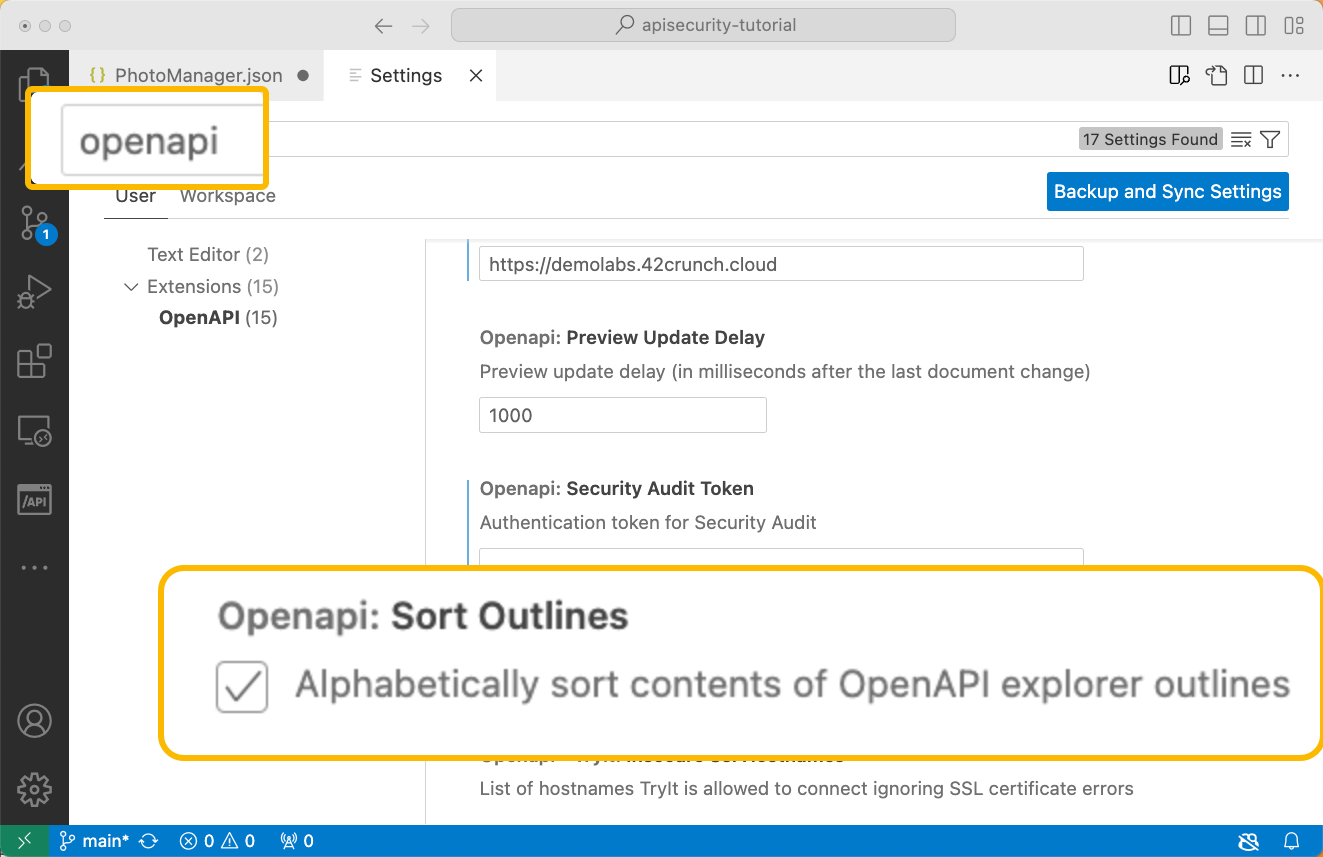 apisecurity-tutorial
{} PhotoManager.json
Settings
openapi
17 Settings Found
User
Workspace
Backup and Sync Settings
Text Editor (2)
Extensions (15)
OpenAPI (15)
https://demolabs.42crunch.cloud
Openapi: Preview Update Delay
Preview update delay (in milliseconds after the last document change)
1000
Openapi: Security Audit Token
Authentication token for Security Audit
Openapi: Sort Outlines
Alphabetically sort contents of OpenAPI explorer outlines
List of hostnames TryIt is allowed to connect ignoring SSL certificate errors
1
/API
main*
0
0
0